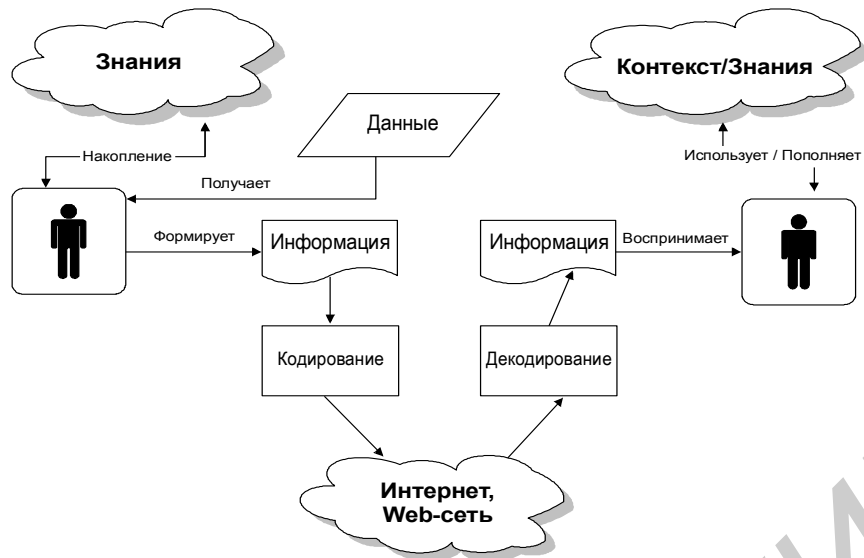 Знания
Контекст/Знания
Данные
Накопление
Использует / Пополняет
Получает
Формирует
Информация
Информация
Воспринимает
Кодирование
Декодирование
Интернет,
Web-сеть